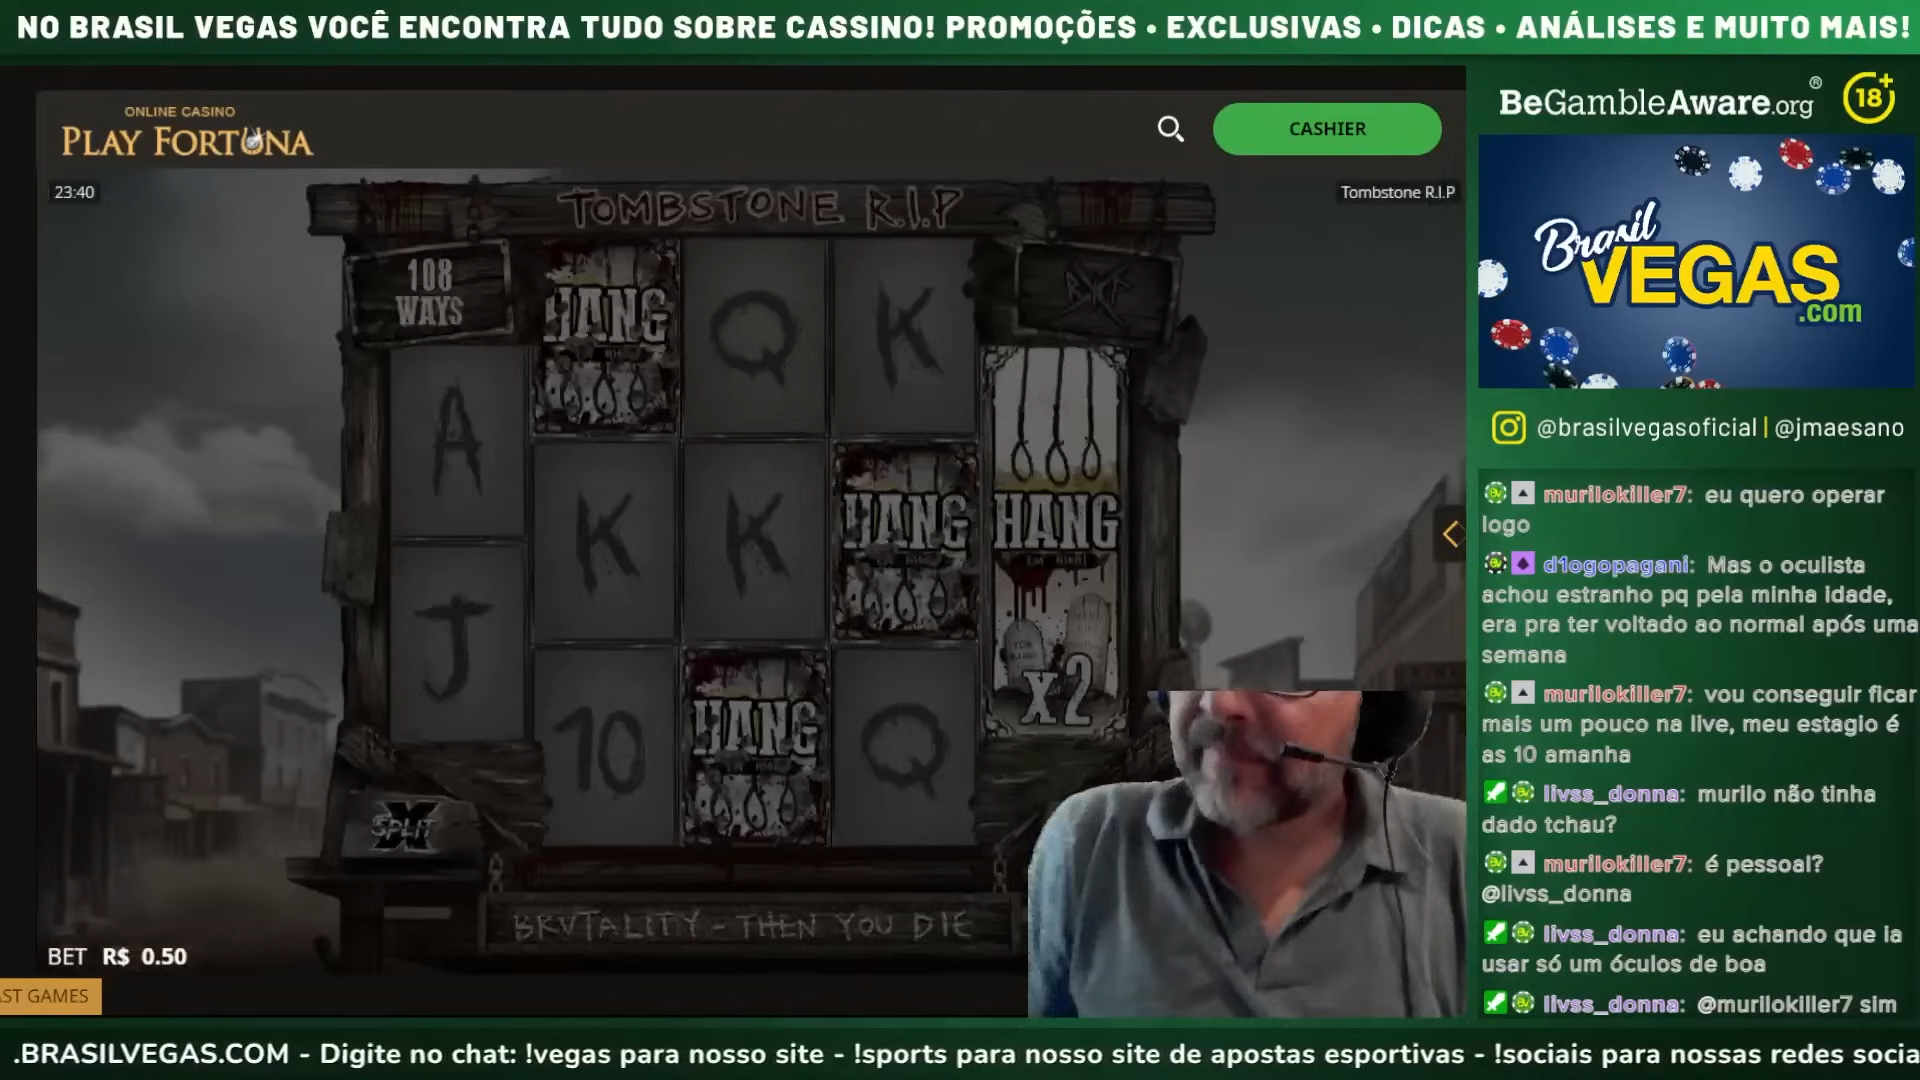 NO BRASIL VEGAS VOCÊ ENCONTRA TUDO SOBRE CASSINO! PROMOÇÕES • EXCLUSIVAS • DICAS • ANÁLISES E MUITO MAIS!
ONLINE CASINO
PLAY FORTUNA
CASHIER
23:40
Tombstone R.I.P
TOMBSTONE R.I.P
108
WAYS
HANG
Q
K
A
K
K
HANG
HANG
J
10
HANG
Q
x2
SPLIT
BRUTALITY - THEN YOU DIE
BET R$ 0.50
AST GAMES
BeGambleAware.org®
18+
Brasil
VEGAS
.com
@brasilvegasoficial | @jmaesano
murilokiller7: eu quero operar
logo
d1ogopagani: Mas o oculista
achou estranho pq pela minha idade,
era pra ter voltado ao normal após uma
semana
murilokiller7: vou conseguir ficar
mais um pouco na live, meu estagio é
as 10 amanha
livss_donna: murilo não tinha
dado tchau?
murilokiller7: é pessoal?
@livss_donna
livss_donna: eu achando que ia
usar só um óculos de boa
livss_donna: @murilokiller7 sim
.BRASILVEGAS.COM - Digite no chat: !vegas para nosso site - !sports para nosso site de apostas esportivas - !sociais para nossas redes socia